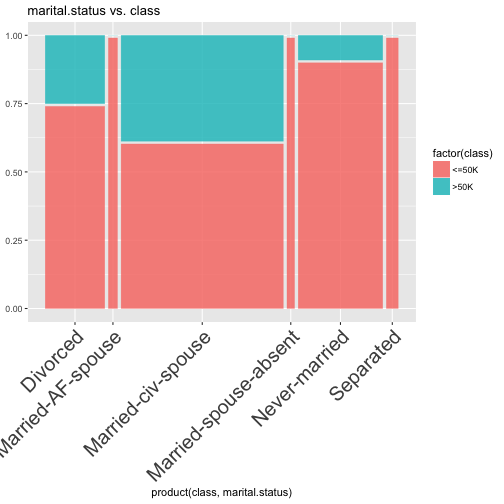 marital.status vs. class
1.00
0.75
0.50
0.25
0.00
factor(class)
<=50K
>50K
Divorced
Married-AF-spouse
Married-civ-spouse
Married-spouse-absent
Never-married
Separated
product(class, marital.status)